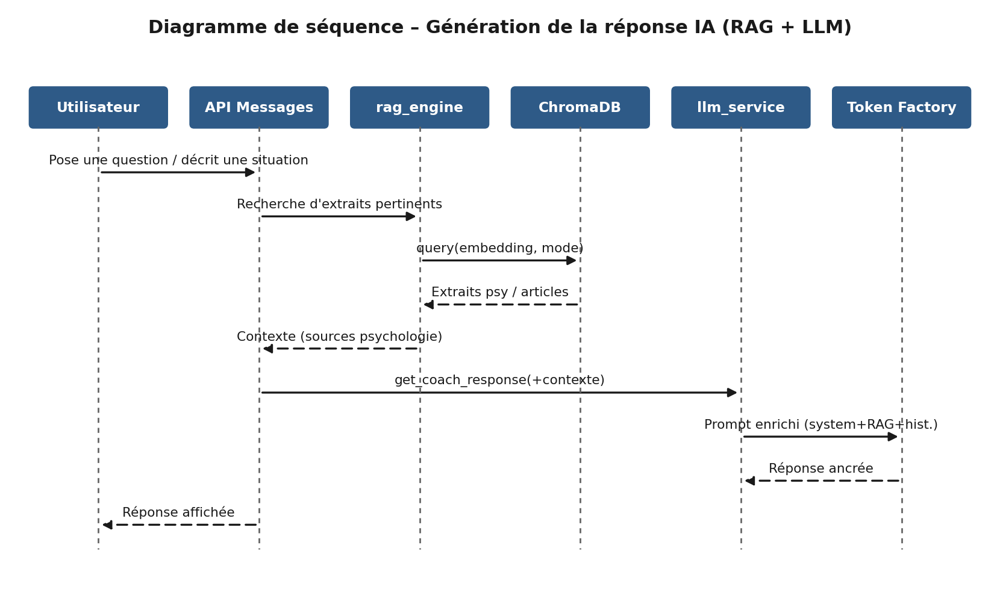 Diagramme de séquence – Génération de la réponse IA (RAG + LLM)
Utilisateur
API Messages
rag_engine
ChromaDB
llm_service
Token Factory
Pose une question / décrit une situation
Recherche d'extraits pertinents
query(embedding, mode)
Extraits psy / articles
Contexte (sources psychologie)
get_coach_response(+contexte)
Prompt enrichi (system+RAG+hist.)
Réponse ancrée
Réponse affichée